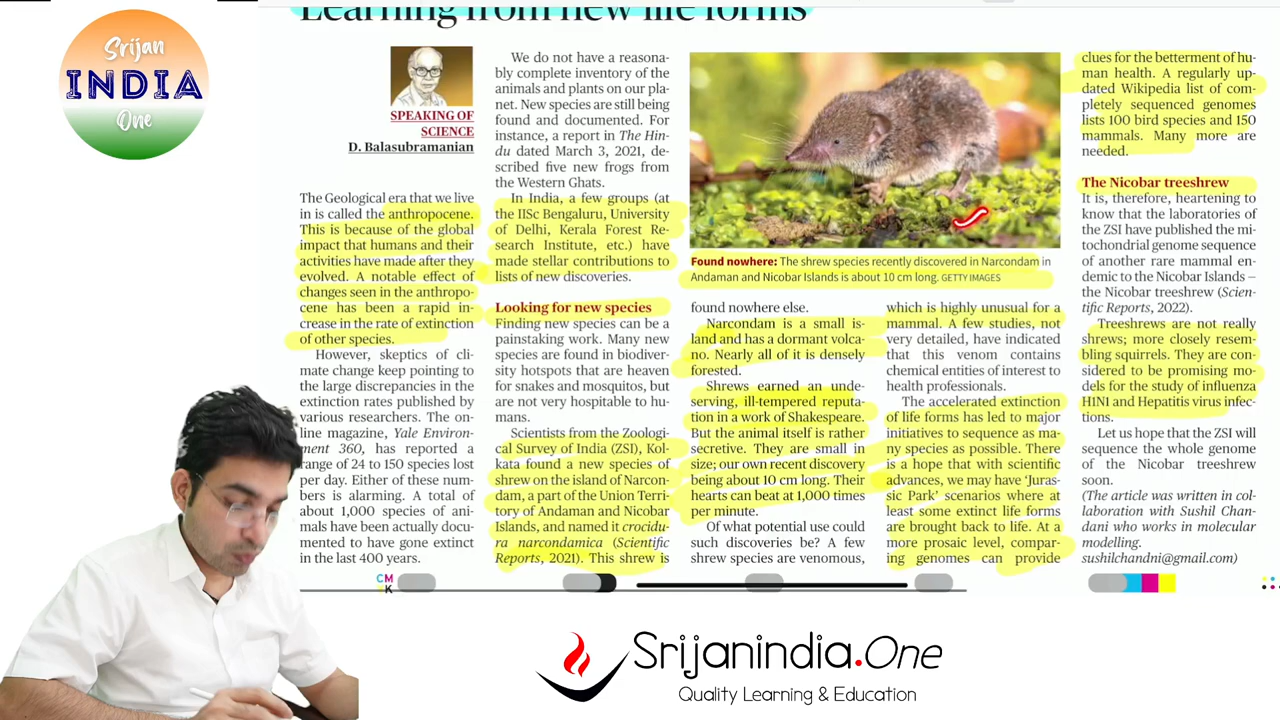 Learning from new life forms
Srijan
INDIA
One
SPEAKING OF
SCIENCE
D. Balasubramanian
The Geological era that we live
in is called the anthropocene.
This is because of the global
impact that humans and their
activities have made after they
evolved. A notable effect of
changes seen in the anthropo-
cene has been a rapid in-
crease in the rate of extinction
of other species.
However, skeptics of cli-
mate change keep pointing to
the large discrepancies in the
extinction rates published by
various researchers. The on-
line magazine, Yale Environ-
ment 360, has reported a
range of 24 to 150 species lost
per day. Either of these num-
bers is alarming. A total of
about 1,000 species of ani-
mals have been actually docu-
mented to have gone extinct
in the last 400 years.
We do not have a reasona-
bly complete inventory of the
animals and plants on our pla-
net. New species are still being
found and documented. For
instance, a report in The Hin-
du dated March 3, 2021, de-
scribed five new frogs from
the Western Ghats.
In India, a few groups (at
the IISc Bengaluru, University
of Delhi, Kerala Forest Re-
search Institute, etc.) have
made stellar contributions to
lists of new discoveries.
Looking for new species
Finding new species can be a
painstaking work. Many new
species are found in biodiver-
sity hotspots that are heaven
for snakes and mosquitos, but
are not very hospitable to hu-
mans.
Scientists from the Zoologi-
cal Survey of India (ZSI), Kol-
kata found a new species of
shrew on the island of Narcon-
dam, a part of the Union Terri-
tory of Andaman and Nicobar
Islands, and named it crocidu-
ra narcondamica (Scientific
Reports, 2021). This shrew is
Found nowhere: The shrew species recently discovered in Narcondam in
Andaman and Nicobar Islands is about 10 cm long. GETTY IMAGES
found nowhere else.
Narcondam is a small is-
land and has a dormant volca-
no. Nearly all of it is densely
forested.
Shrews earned an unde-
serving, ill-tempered reputa-
tion in a work of Shakespeare.
But the animal itself is rather
secretive. They are small in
size; our own recent discovery
being about 10 cm long. Their
hearts can beat at 1,000 times
per minute.
Of what potential use could
such discoveries be? A few
shrew species are venomous,
which is highly unusual for a
mammal. A few studies, not
very detailed, have indicated
that this venom contains
chemical entities of interest to
health professionals.
The accelerated extinction
of life forms has led to major
initiatives to sequence as ma-
ny species as possible. There
is a hope that with scientific
advances, we may have ‘Juras-
sic Park’ scenarios where at
least some extinct life forms
are brought back to life. At a
more prosaic level, compar-
ing genomes can provide
clues for the betterment of hu-
man health. A regularly up-
dated Wikipedia list of com-
pletely sequenced genomes
lists 100 bird species and 150
mammals. Many more are
needed.
The Nicobar treeshrew
It is, therefore, heartening to
know that the laboratories of
the ZSI have published the mi-
tochondrial genome sequence
of another rare mammal en-
demic to the Nicobar Islands –
the Nicobar treeshrew (Scien-
tific Reports, 2022).
Treeshrews are not really
shrews; more closely resem-
bling squirrels. They are con-
sidered to be promising mo-
dels for the study of influenza
H1N1 and Hepatitis virus infec-
tions.
Let us hope that the ZSI will
sequence the whole genome
of the Nicobar treeshrew
soon.
(The article was written in col-
laboration with Sushil Chan-
dani who works in molecular
modelling.
sushilchandni@gmail.com)
CM
K
Srijanindia.One
Quality Learning & Education